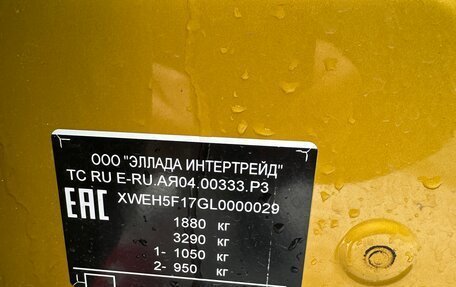 ООО "ЭЛЛАДА ИНТЕРТРЕЙД"
ТС RU Е-RU.АЯ04.00333.Р3
EAC XWEH5F17GL0000029
1880 кг
3290 кг
1- 1050 кг
2- 950 кг